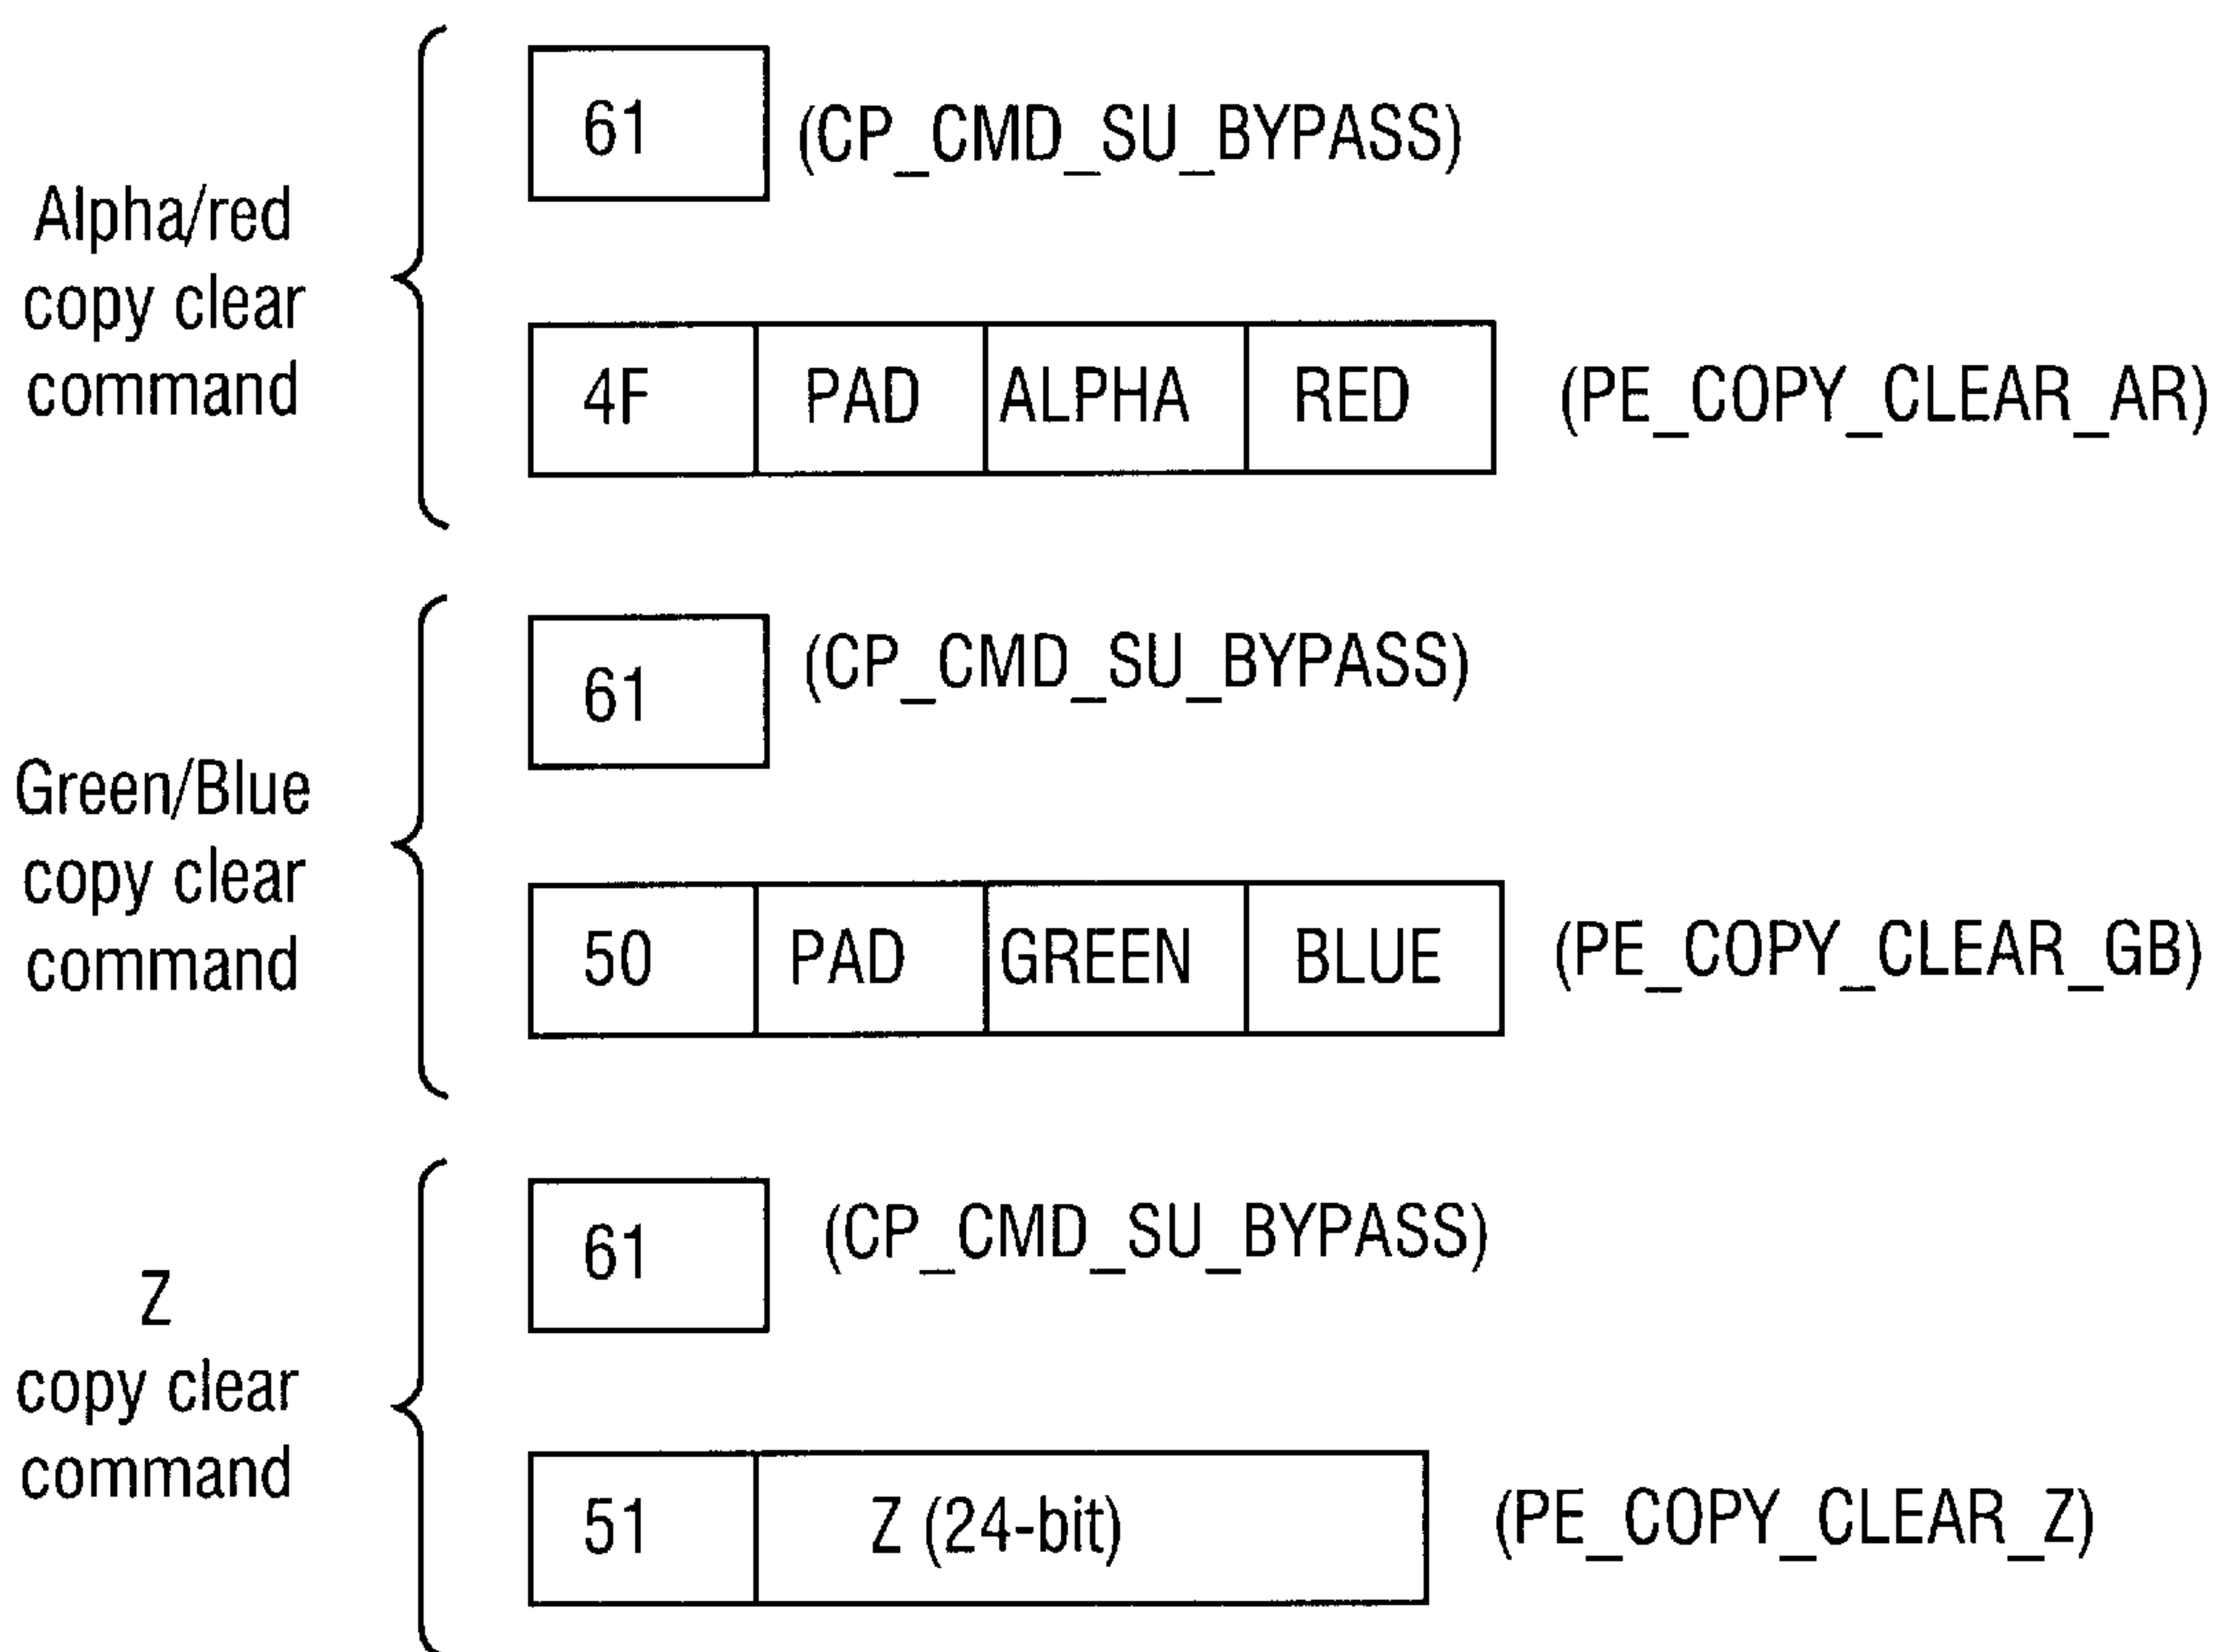 61 (CP_CMD_SU_BYPASS)
Alpha/red
copy clear
command
4F PAD ALPHA RED (PE_COPY_CLEAR_AR)
61 (CP_CMD_SU_BYPASS)
Green/Blue
copy clear
command
50 PAD GREEN BLUE (PE_COPY_CLEAR_GB)
61 (CP_CMD_SU_BYPASS)
Z
copy clear
command
51 Z (24-bit) (PE_COPY_CLEAR_Z)